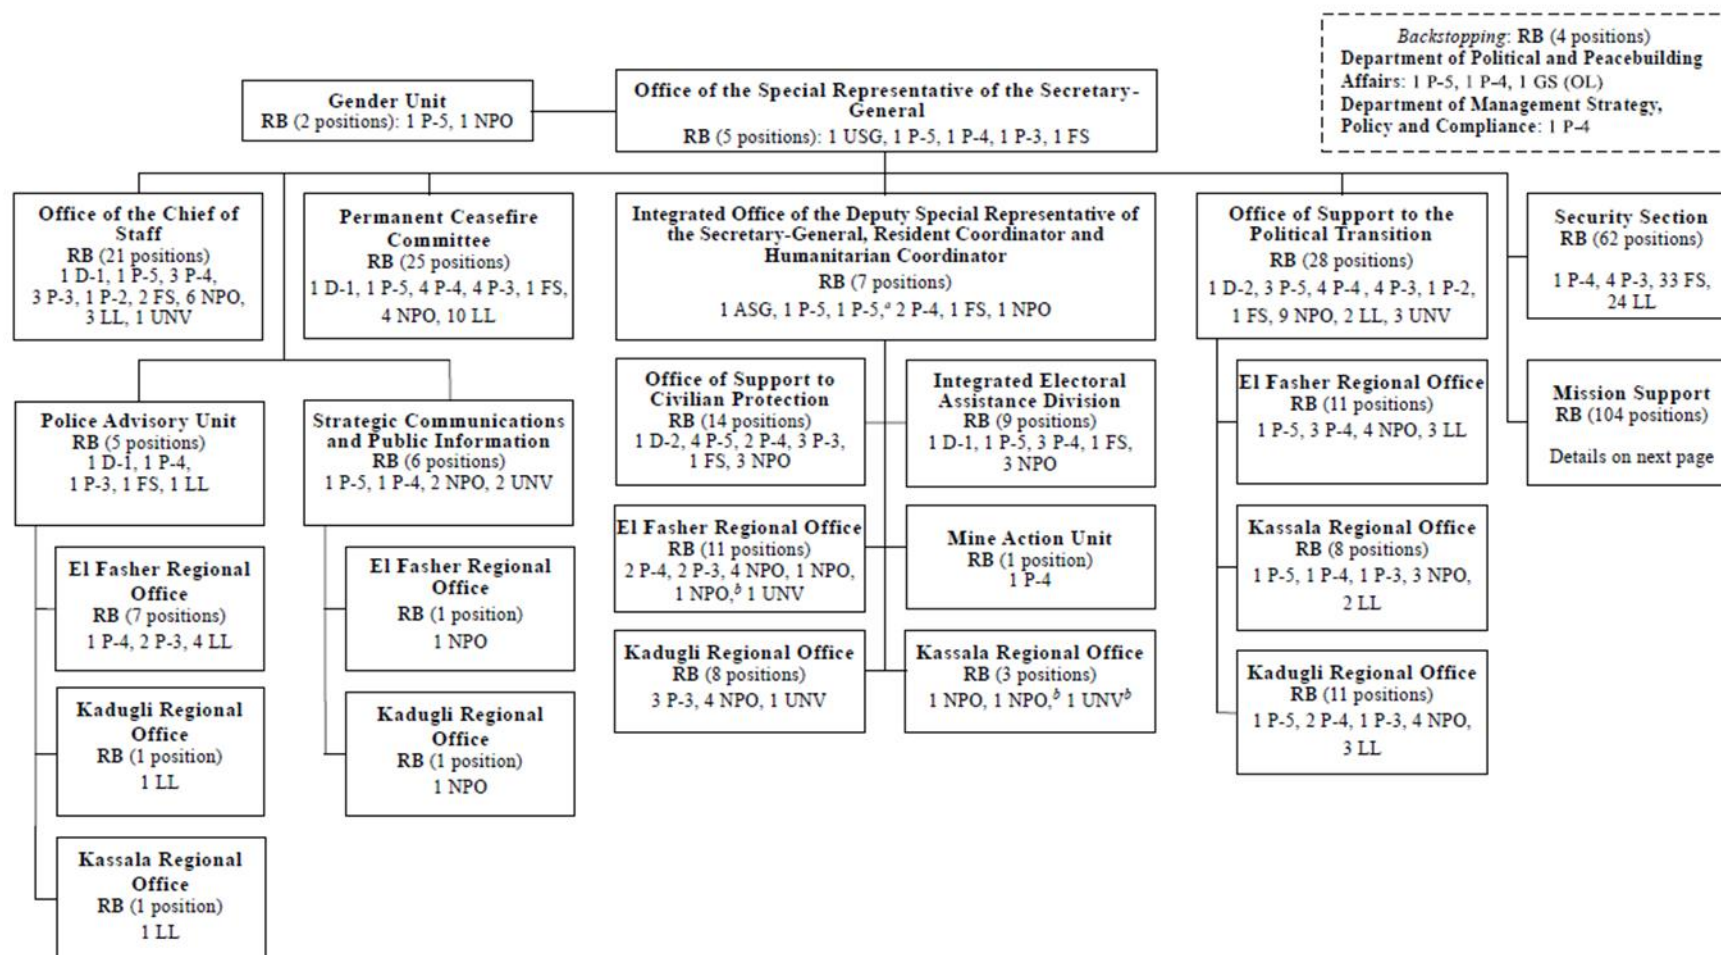 Backstopping: RB (4 positions)
Department of Political and Peacebuilding
Affairs: 1 P-5, 1 P-4, 1 GS (OL)
Department of Management Strategy,
Policy and Compliance: 1 P-4
Gender Unit
RB (2 positions): 1 P-5, 1 NPO
Office of the Special Representative of the Secretary-
General
RB (5 positions): 1 USG, 1 P-5, 1 P-4, 1 P-3, 1 FS
Office of the Chief of
Staff
RB (21 positions)
1 D-1, 1 P-5, 3 P-4,
3 P-3, 1 P-2, 2 FS, 6 NPO,
3 LL, 1 UNV
Permanent Ceasefire
Committee
RB (25 positions)
1 D-1, 1 P-5, 4 P-4, 4 P-3, 1 FS,
4 NPO, 10 LL
Integrated Office of the Deputy Special Representative of
the Secretary-General, Resident Coordinator and
Humanitarian Coordinator
RB (7 positions)
1 ASG, 1 P-5, 1 P-5,a 2 P-4, 1 FS, 1 NPO
Office of Support to the
Political Transition
RB (28 positions)
1 D-2, 3 P-5, 4 P-4, 4 P-3, 1 P-2,
1 FS, 9 NPO, 2 LL, 3 UNV
Security Section
RB (62 positions)
1 P-4, 4 P-3, 33 FS,
24 LL
Police Advisory Unit
RB (5 positions)
1 D-1, 1 P-4,
1 P-3, 1 FS, 1 LL
Strategic Communications
and Public Information
RB (6 positions)
1 P-5, 1 P-4, 2 NPO, 2 UNV
Office of Support to
Civilian Protection
RB (14 positions)
1 D-2, 4 P-5, 2 P-4, 3 P-3,
1 FS, 3 NPO
Integrated Electoral
Assistance Division
RB (9 positions)
1 D-1, 1 P-5, 3 P-4, 1 FS,
3 NPO
El Fasher Regional Office
RB (11 positions)
1 P-5, 3 P-4, 4 NPO, 3 LL
Mission Support
RB (104 positions)
Details on next page
El Fasher Regional
Office
RB (7 positions)
1 P-4, 2 P-3, 4 LL
El Fasher Regional
Office
RB (1 position)
1 NPO
El Fasher Regional Office
RB (11 positions)
2 P-4, 2 P-3, 4 NPO, 1 NPO,
1 NPO,b 1 UNV
Mine Action Unit
RB (1 position)
1 P-4
Kassala Regional Office
RB (8 positions)
1 P-5, 1 P-4, 1 P-3, 3 NPO,
2 LL
Kadugli Regional
Office
RB (1 position)
1 LL
Kadugli Regional
Office
RB (1 position)
1 NPO
Kadugli Regional Office
RB (8 positions)
3 P-3, 4 NPO, 1 UNV
Kassala Regional Office
RB (3 positions)
1 NPO, 1 NPO,b 1 UNVb
Kadugli Regional Office
RB (11 positions)
1 P-5, 2 P-4, 1 P-3, 4 NPO,
3 LL
Kassala Regional
Office
RB (1 position)
1 LL